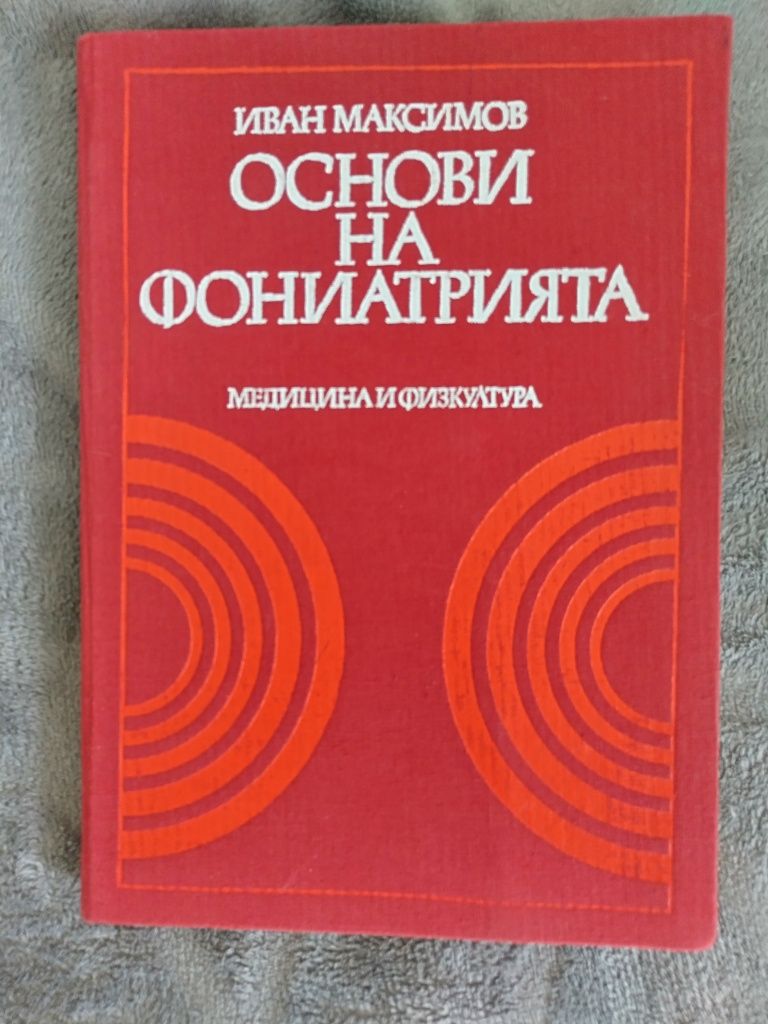 ИВАН МАКСИМОВ
ОСНОВИ
НА
ФОНИАТРИЯТА
МЕДИЦИНА И ФИЗКУЛТУРА